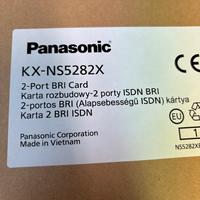 Panasonic
KX-NS5282X
2-Port BRI Card
Karta rozbudowy-2 porty ISDN BRI
2-portos BRI (Alapsebességű ISDN) kártya
Karta 2 BRI ISDN
Panasonic Corporation
Made in Vietnam
CE
EU
1